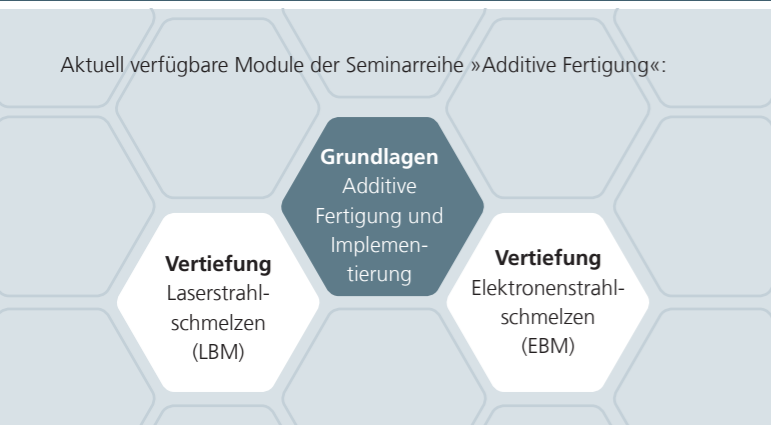 Aktuell verfügbare Module der Seminarreihe »Additive Fertigung«:
Grundlagen
Additive
Fertigung und
Implemen-
tierung
Vertiefung
Laserstrahl-
schmelzen
(LBM)
Vertiefung
Elektronenstrahl-
schmelzen
(EBM)